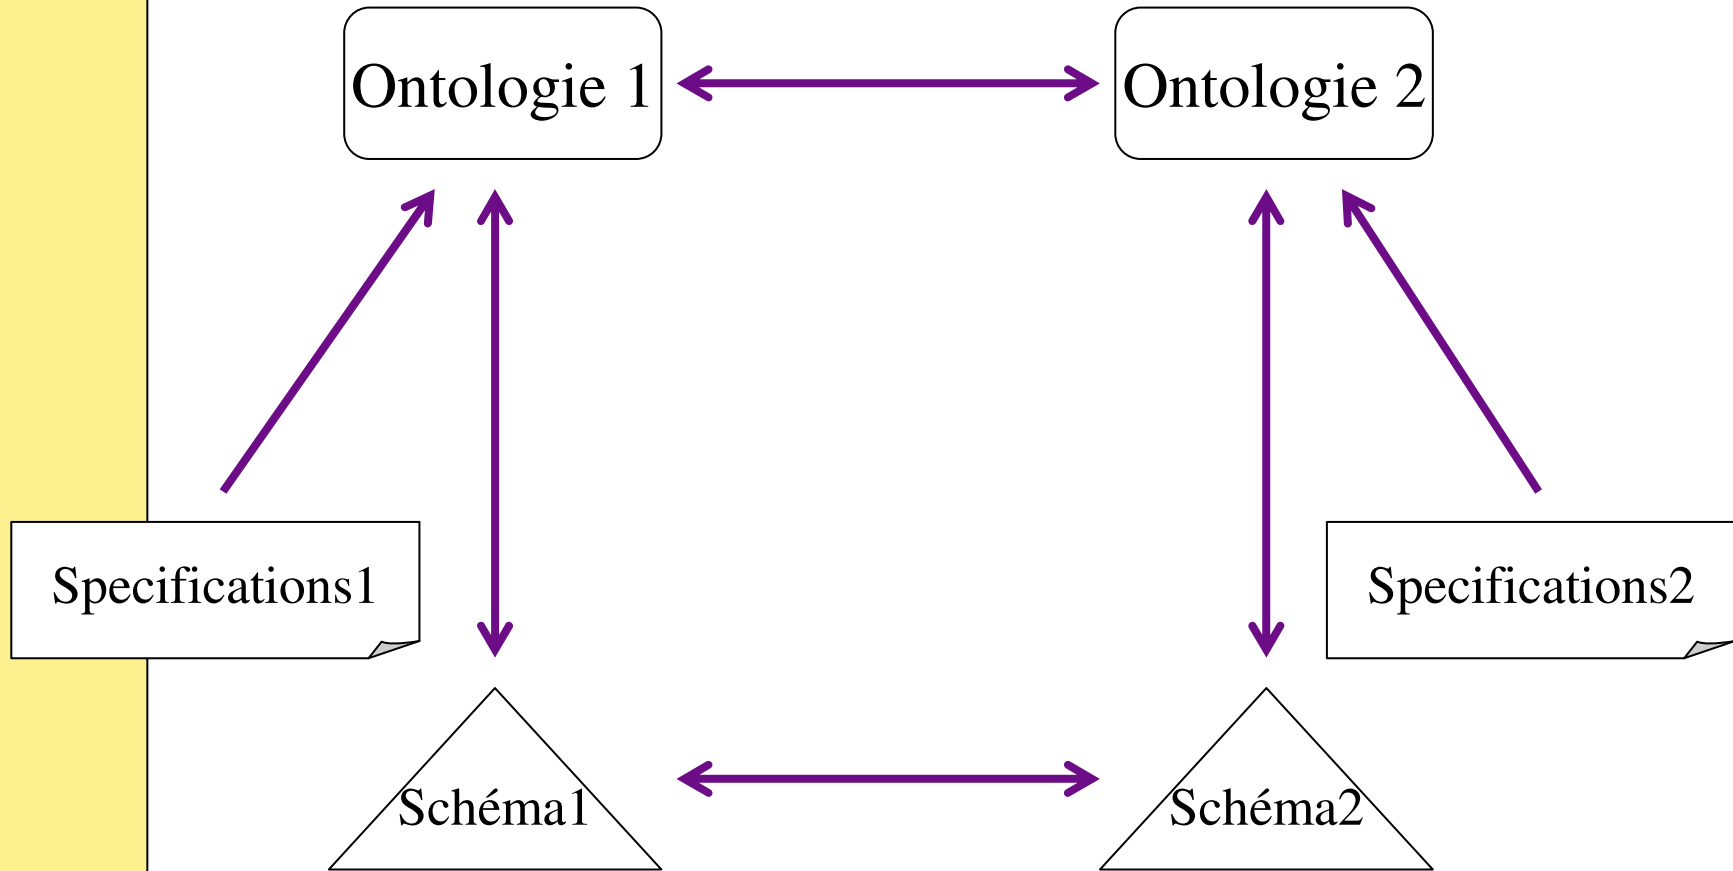 Ontologie 1
Ontologie 2
Specifications1
Specifications2
Schéma1
Schéma2